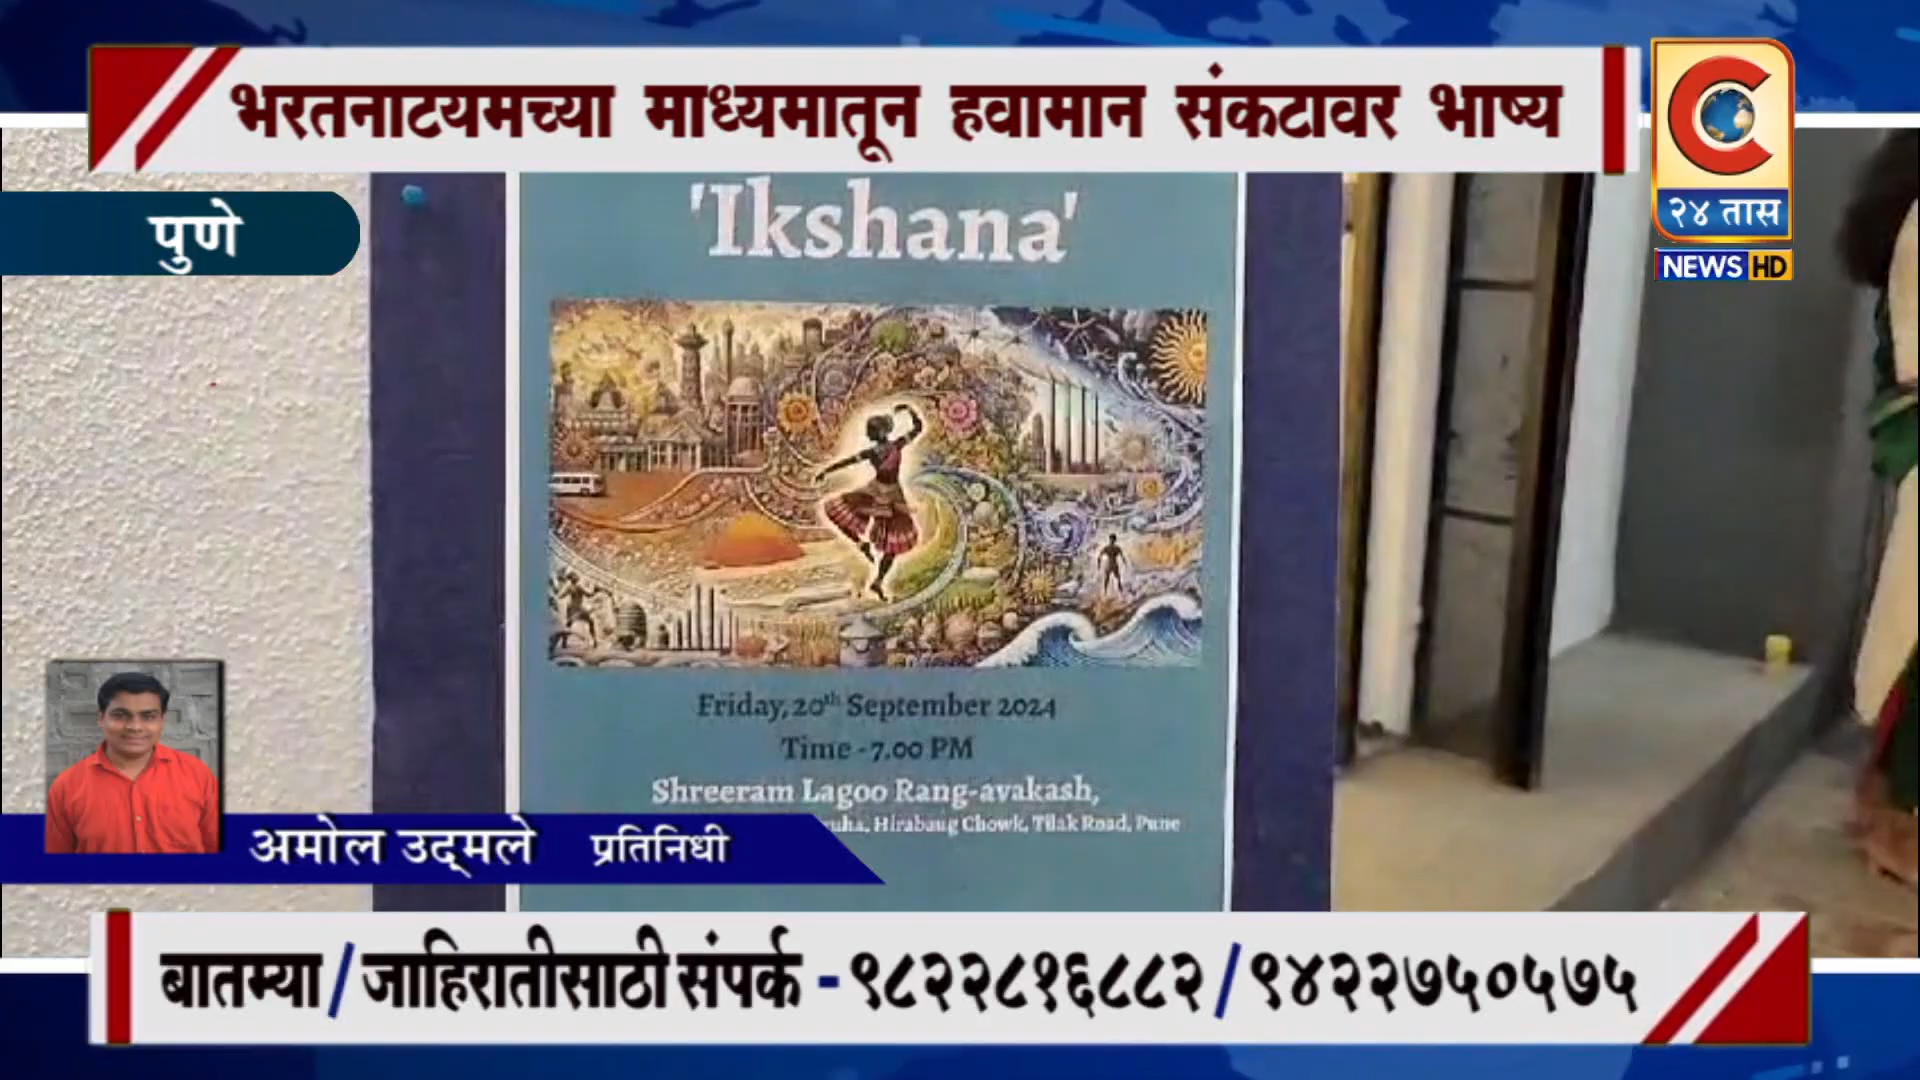 भरतनाटयमच्या माध्यमातून हवामान संकटावर भाष्य
C
२४ तास
NEWS HD
पुणे
'Ikshana'
Friday, 20th September 2024
Time - 7.00 PM
Shreeram Lagoo Rang-avakash,
Hirabaug Chowk, Tilak Road, Pune
अमोल उद्मले प्रतिनिधी
बातम्या / जाहिरातीसाठी संपर्क - ९८२२८१६८८२ / ९४२२७५०५७५